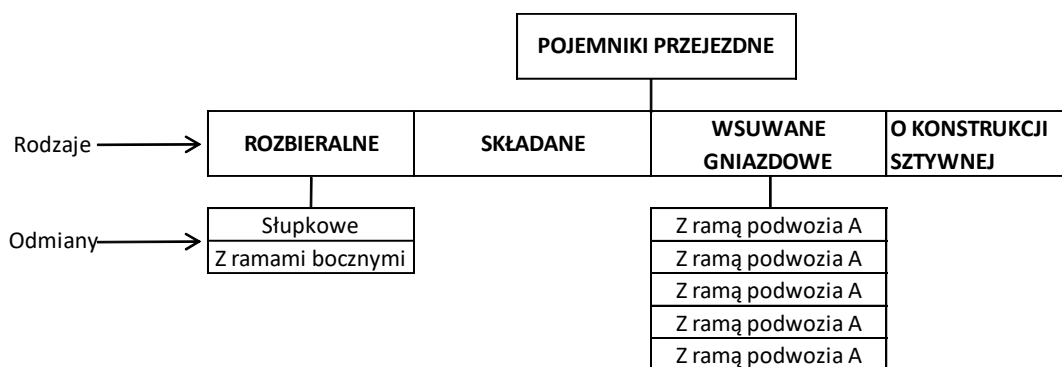 POJEMNIKI PRZEJEZDNE
Rodzaje
ROZBIERALNE
SKŁADANE
WSUWANE
GNIAZDOWE
O KONSTRUKCJI
SZTYWNEJ
Odmiany
Słupkowe
Z ramami bocznymi
Z ramą podwozia A
Z ramą podwozia A
Z ramą podwozia A
Z ramą podwozia A
Z ramą podwozia A